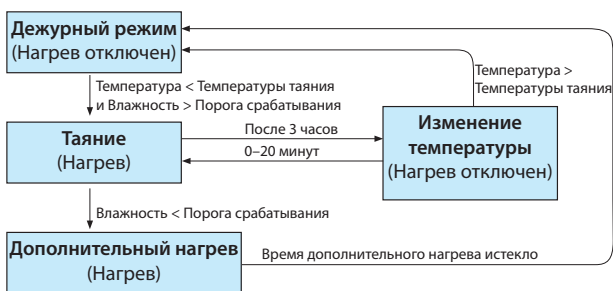 Дежурный режим
(Нагрев отключен)
Температура < Температуры таяния
и Влажность > Порога срабатывания
Температура >
Температуры таяния
Таяние
(Нагрев)
После 3 часов
0–20 минут
Изменение
температуры
(Нагрев отключен)
Влажность < Порога срабатывания
Дополнительный нагрев
(Нагрев)
Время дополнительного нагрева истекло